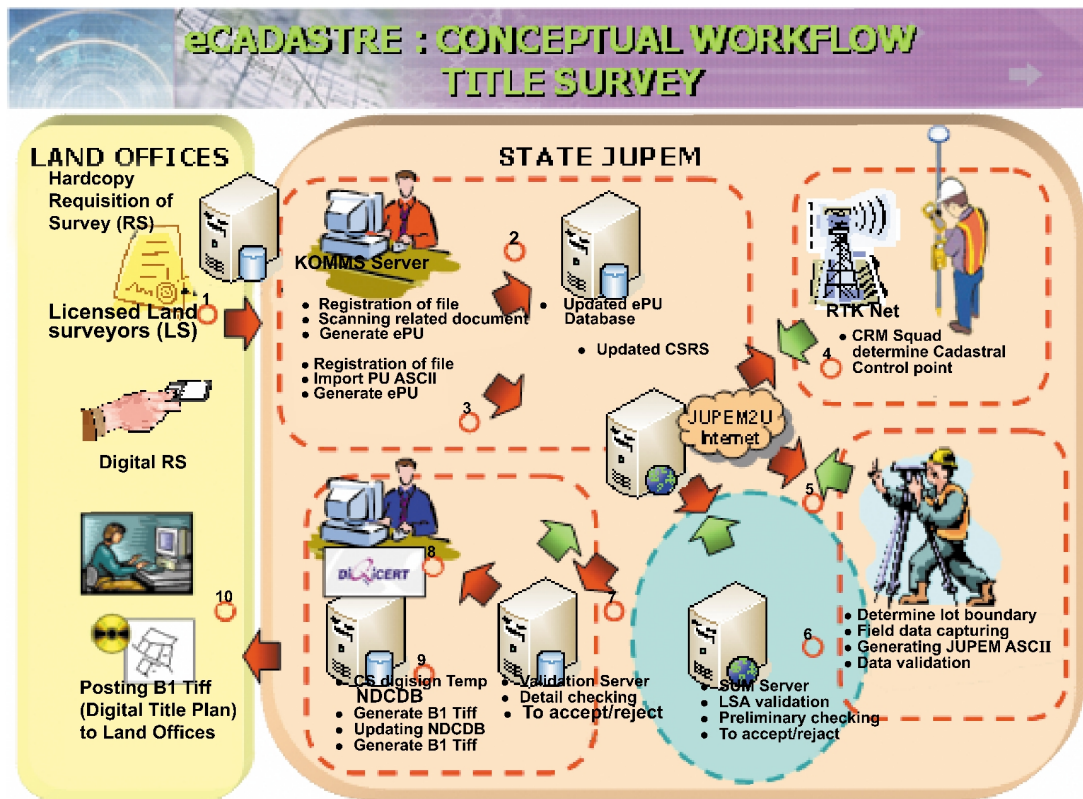 eCADASTRE : CONCEPTUAL WORKFLOW
TITLE SURVEY
LAND OFFICES
Hardcopy
Requisition of
Survey (RS)
1
Licensed Land
surveyors (LS)
Digital RS
10
Posting B1 Tiff
(Digital Title Plan)
to Land Offices
STATE JUPEM
KOMMS Server
● Registration of file
● Scanning related document
● Generate ePU
● Registration of file
● Import PU ASCII
● Generate ePU
2
● Updated ePU
Database
● Updated CSRS
3
RTK Net
● CRM Squad
determine Cadastral
Control point
4
JUPEM2U
Internet
5
● Determine lot boundary
● Field data capturing
● Generating JUPEM ASCII
● Data validation
6
● SUM Server
● LSA validation
● Preliminary checking
● To accept/rejact
7
● Validation Server
● Detail checking
● To accept/reject
8
DIGICERT
9
● CS digisign Temp
NDCDB
● Generate B1 Tiff
● Updating NDCDB
● Generate B1 Tiff